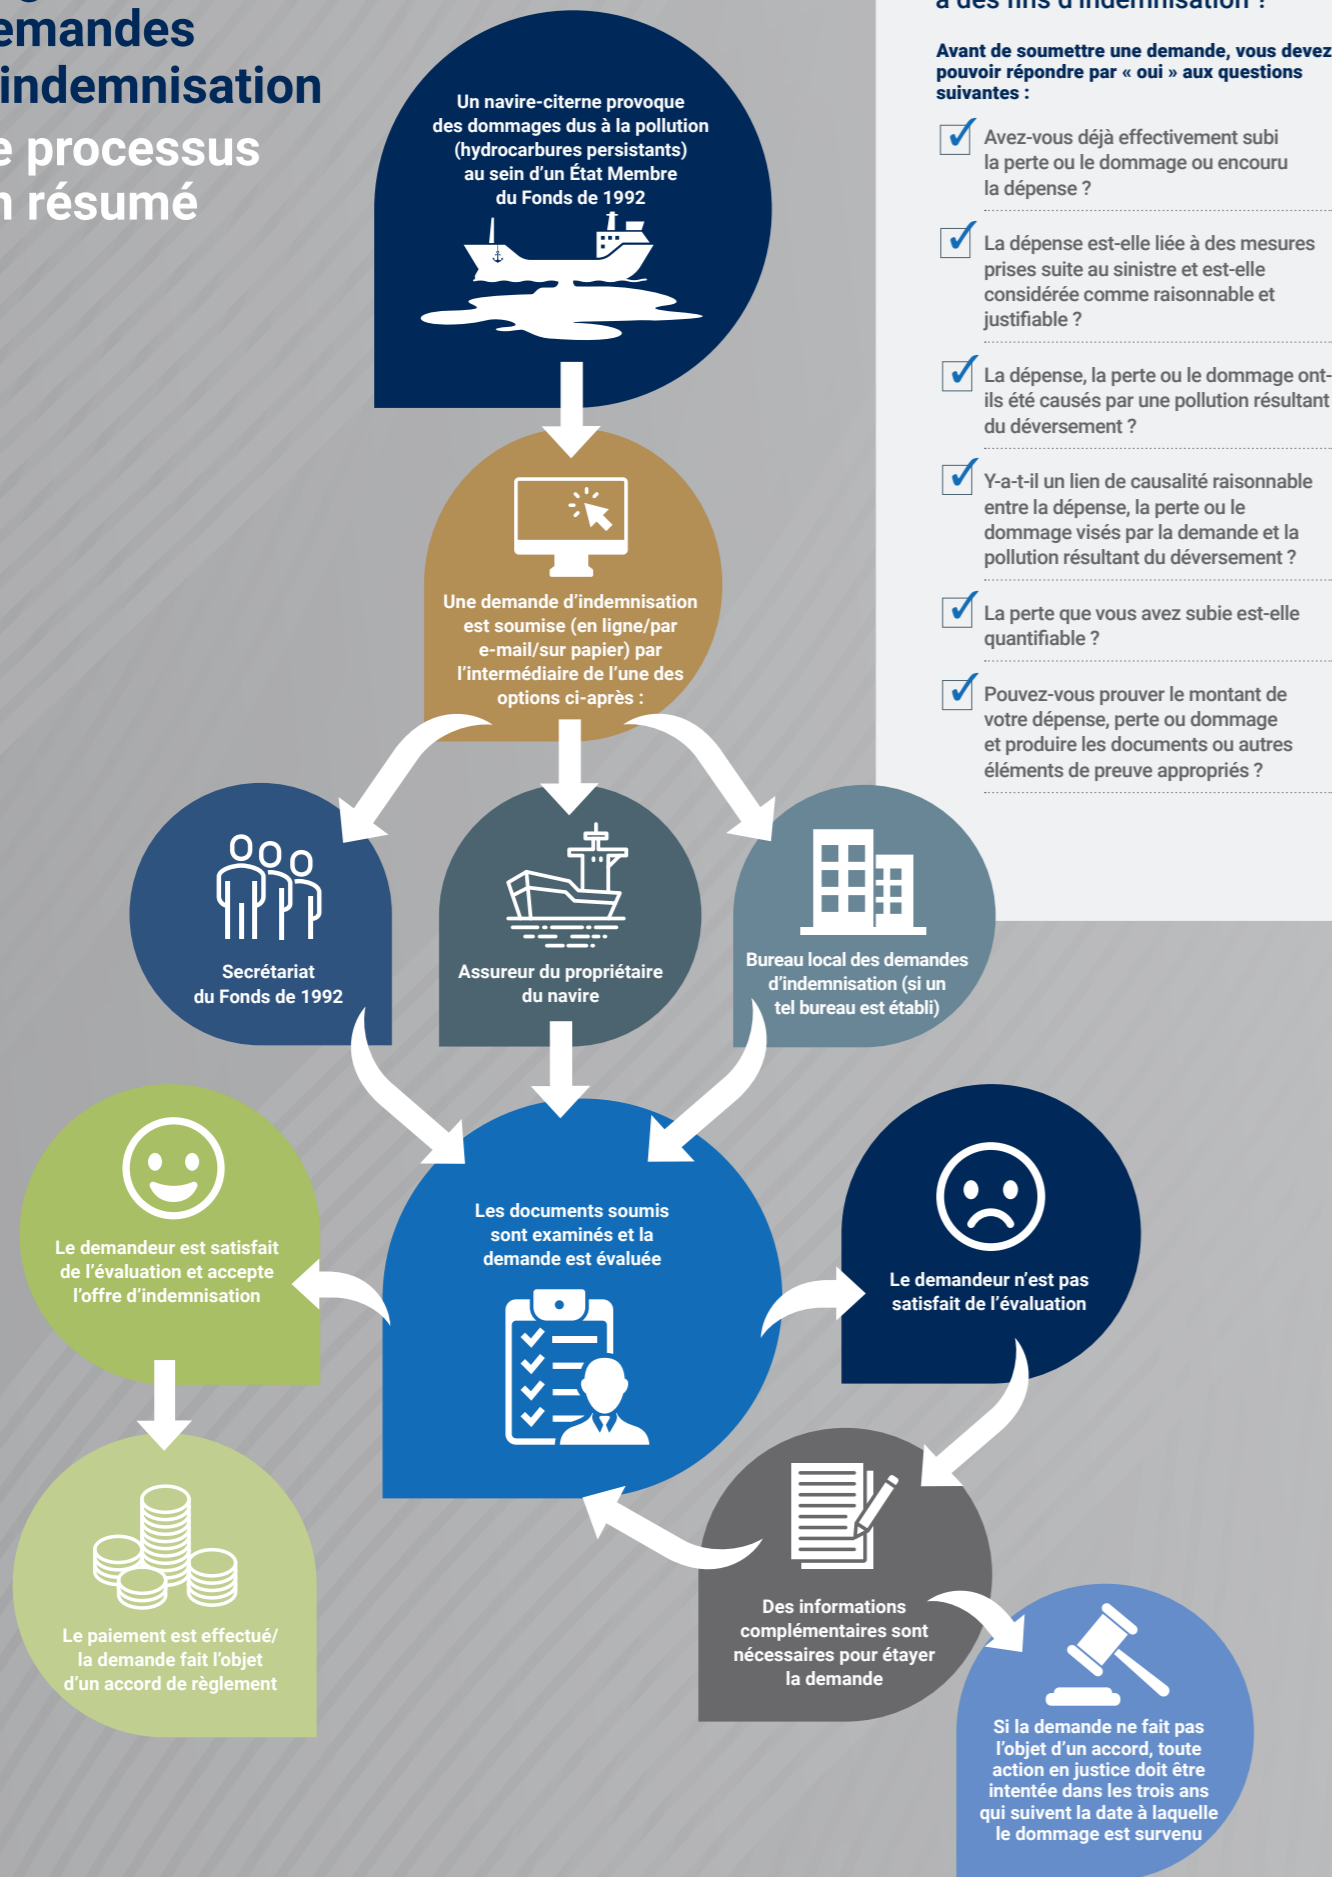 demandes
indemnisation
processus
résumé
Un navire-citerne provoque
des dommages dus à la pollution
(hydrocarbures persistants)
au sein d’un État Membre
du Fonds de 1992
Une demande d’indemnisation
est soumise (en ligne/par
e-mail/sur papier) par
l’intermédiaire de l’une des
options ci-après :
Secrétariat
du Fonds de 1992
Assureur du propriétaire
du navire
Bureau local des demandes
d’indemnisation (si un
tel bureau est établi)
Les documents soumis
sont examinés et la
demande est évaluée
Le demandeur est satisfait
de l’évaluation et accepte
l’offre d’indemnisation
Le paiement est effectué/
la demande fait l’objet
d’un accord de règlement
Le demandeur n’est pas
satisfait de l’évaluation
Des informations
complémentaires sont
nécessaires pour étayer
la demande
Si la demande ne fait pas
l’objet d’un accord, toute
action en justice doit être
intentée dans les trois ans
qui suivent la date à laquelle
le dommage est survenu
à des fins d’indemnisation ?
Avant de soumettre une demande, vous devez
pouvoir répondre par « oui » aux questions
suivantes :
Avez-vous déjà effectivement subi
la perte ou le dommage ou encouru
la dépense ?
La dépense est-elle liée à des mesures
prises suite au sinistre et est-elle
considérée comme raisonnable et
justifiable ?
La dépense, la perte ou le dommage ont-
ils été causés par une pollution résultant
du déversement ?
Y-a-t-il un lien de causalité raisonnable
entre la dépense, la perte ou le
dommage visés par la demande et la
pollution résultant du déversement ?
La perte que vous avez subie est-elle
quantifiable ?
Pouvez-vous prouver le montant de
votre dépense, perte ou dommage
et produire les documents ou autres
éléments de preuve appropriés ?